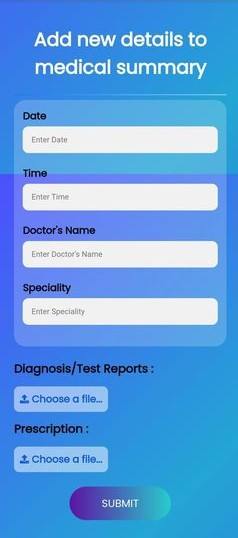 Add new details to
medical summary
Date
Enter Date
Time
Enter Time
Doctor's Name
Enter Doctor's Name
Speciality
Enter Speciality
Diagnosis/Test Reports :
Choose a file...
Prescription :
Choose a file...
SUBMIT